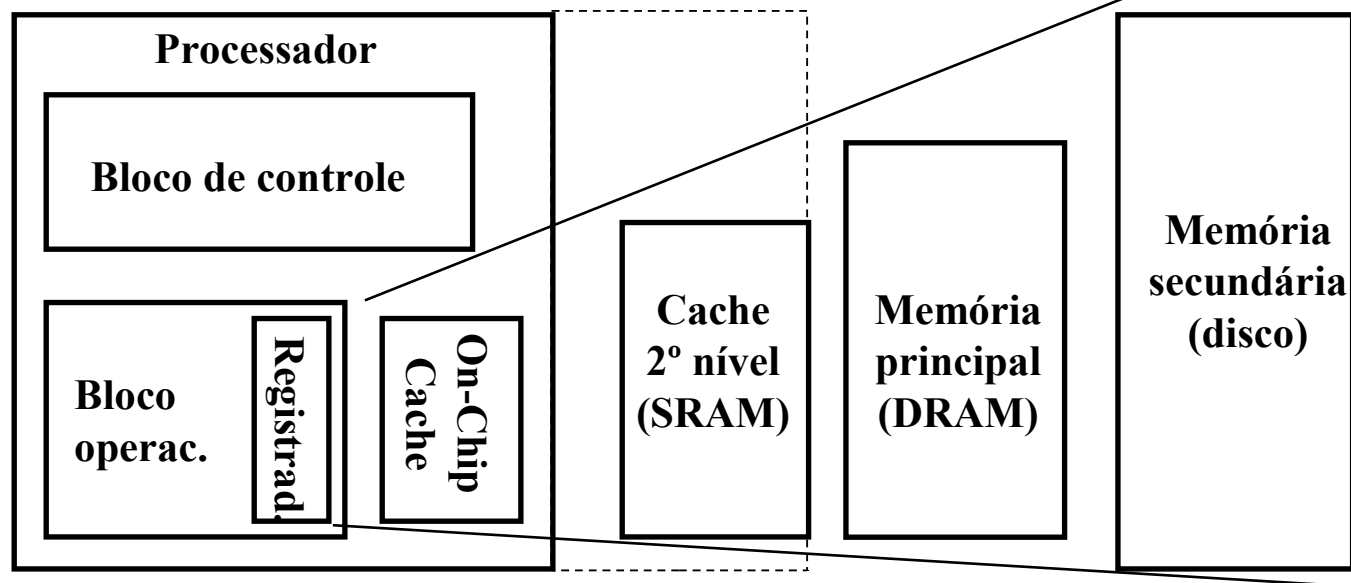 Processador
Bloco de controle
Bloco
operac.
Registrad.
On-Chip
Cache
Cache
2º nível
(SRAM)
Memória
principal
(DRAM)
Memória
secundária
(disco)